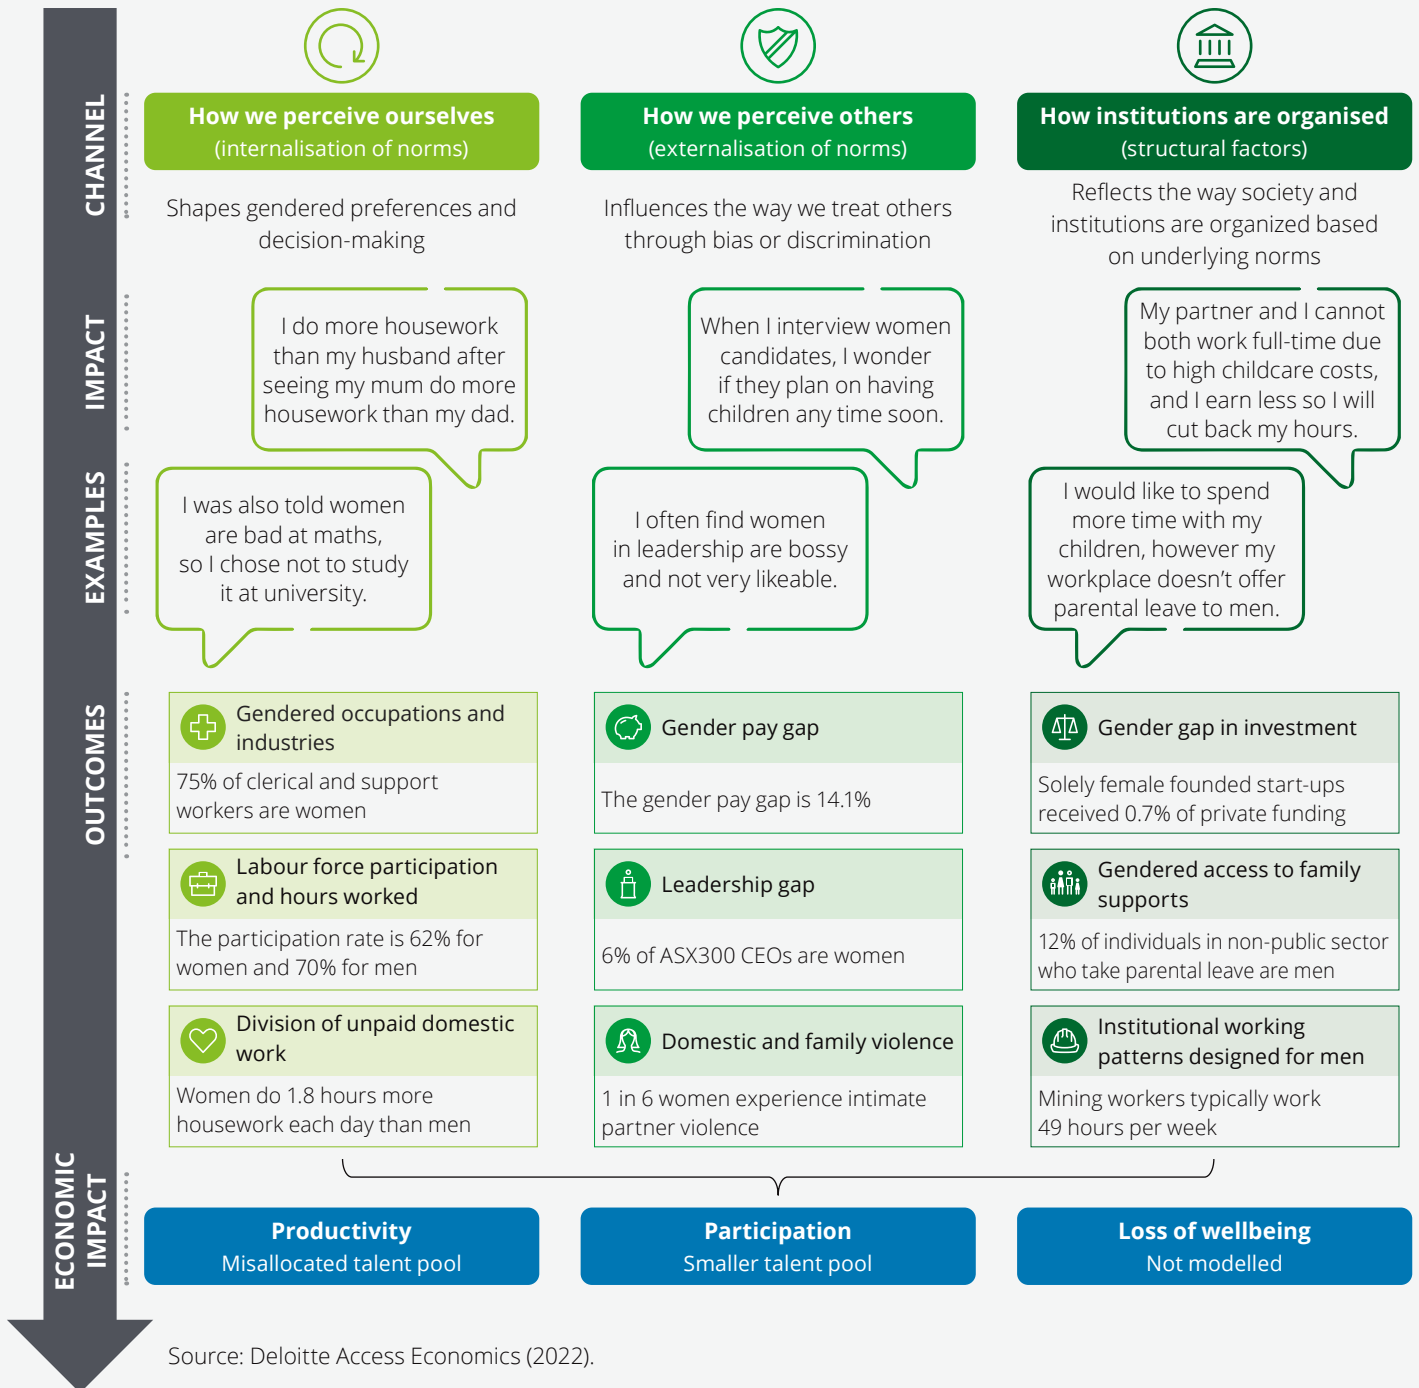 CHANNEL
How we perceive ourselves
(internalisation of norms)
How we perceive others
(externalisation of norms)
How institutions are organised
(structural factors)
Shapes gendered preferences and
decision-making
Influences the way we treat others
through bias or discrimination
Reflects the way society and
institutions are organized based
on underlying norms
IMPACT
I do more housework
than my husband after
seeing my mum do more
housework than my dad.
When I interview women
candidates, I wonder
if they plan on having
children any time soon.
My partner and I cannot
both work full-time due
to high childcare costs,
and I earn less so I will
cut back my hours.
EXAMPLES
I was also told women
are bad at maths,
so I chose not to study
it at university.
I often find women
in leadership are bossy
and not very likeable.
I would like to spend
more time with my
children, however my
workplace doesn’t offer
parental leave to men.
OUTCOMES
Gendered occupations and
industries
75% of clerical and support
workers are women
Gender pay gap
The gender pay gap is 14.1%
Gender gap in investment
Solely female founded start-ups
received 0.7% of private funding
Labour force participation
and hours worked
The participation rate is 62% for
women and 70% for men
Leadership gap
6% of ASX300 CEOs are women
Gendered access to family
supports
12% of individuals in non-public sector
who take parental leave are men
Division of unpaid domestic
work
Women do 1.8 hours more
housework each day than men
Domestic and family violence
1 in 6 women experience intimate
partner violence
Institutional working
patterns designed for men
Mining workers typically work
49 hours per week
ECONOMIC
IMPACT
Productivity
Misallocated talent pool
Participation
Smaller talent pool
Loss of wellbeing
Not modelled
Source: Deloitte Access Economics (2022).